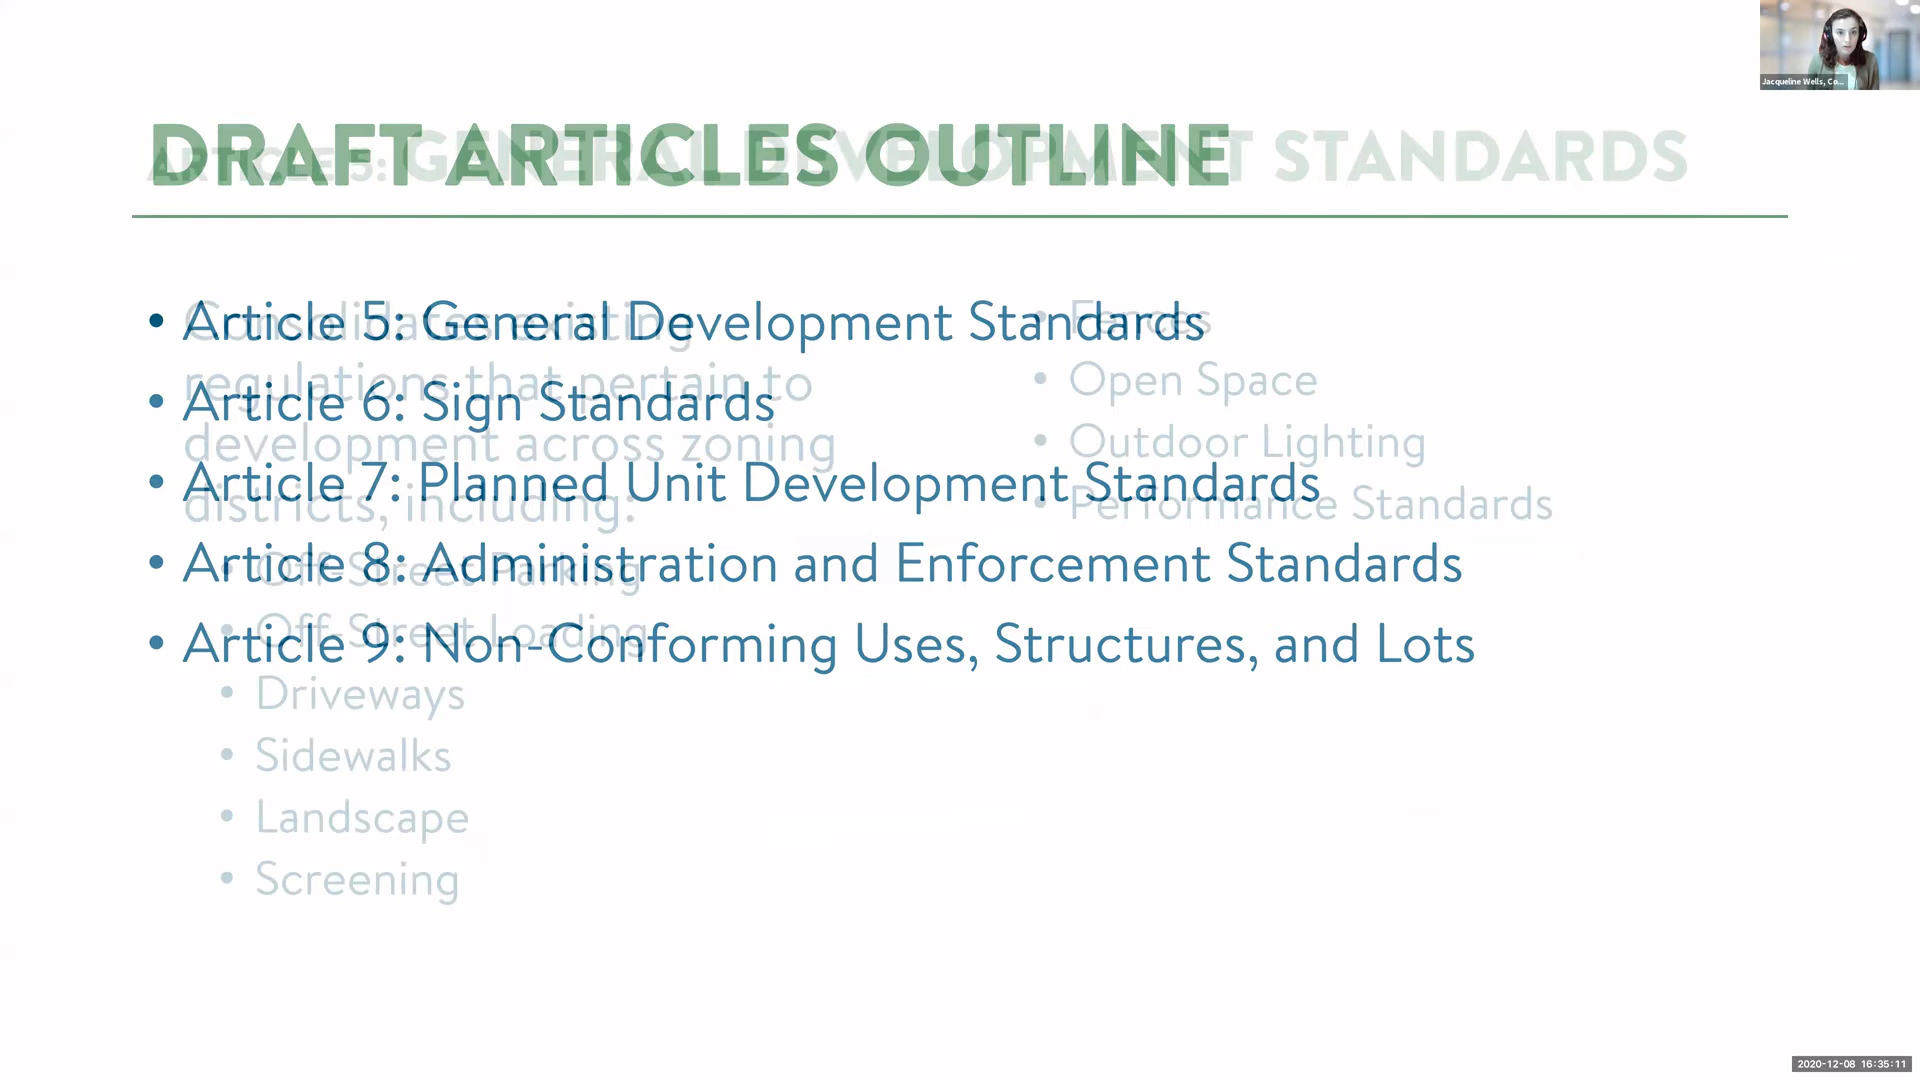 Jacqueline Wells, Co...
DRAFT ARTICLES OUTLINE
ARTICLE 5: GENERAL DEVELOPMENT STANDARDS
• Article 5: General Development Standards
• Article 6: Sign Standards
• Article 7: Planned Unit Development Standards
• Article 8: Administration and Enforcement Standards
• Article 9: Non-Conforming Uses, Structures, and Lots
Consolidates existing
regulations that pertain to
development across zoning
districts, including:
• Off-Street Parking
• Off-Street Loading
• Driveways
• Sidewalks
• Landscape
• Screening
• Fences
• Open Space
• Outdoor Lighting
• Performance Standards
2020-12-08 16:35:11